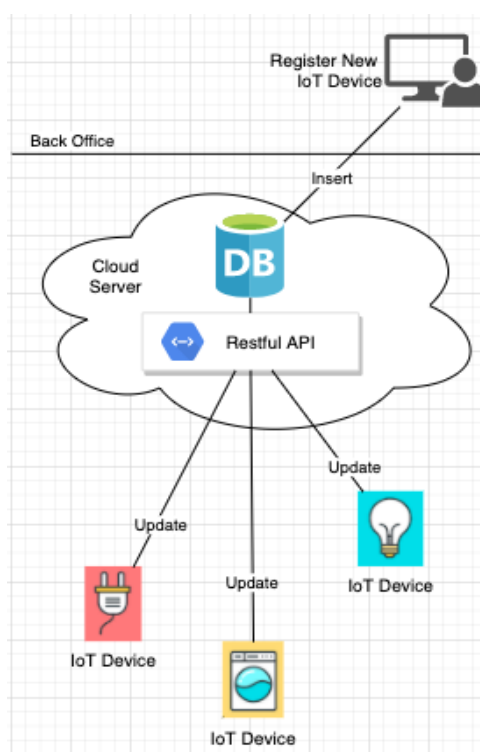 Register New
IoT Device
Back Office
Insert
Cloud
Server
DB
Restful API
Update
Update
Update
IoT Device
IoT Device
IoT Device